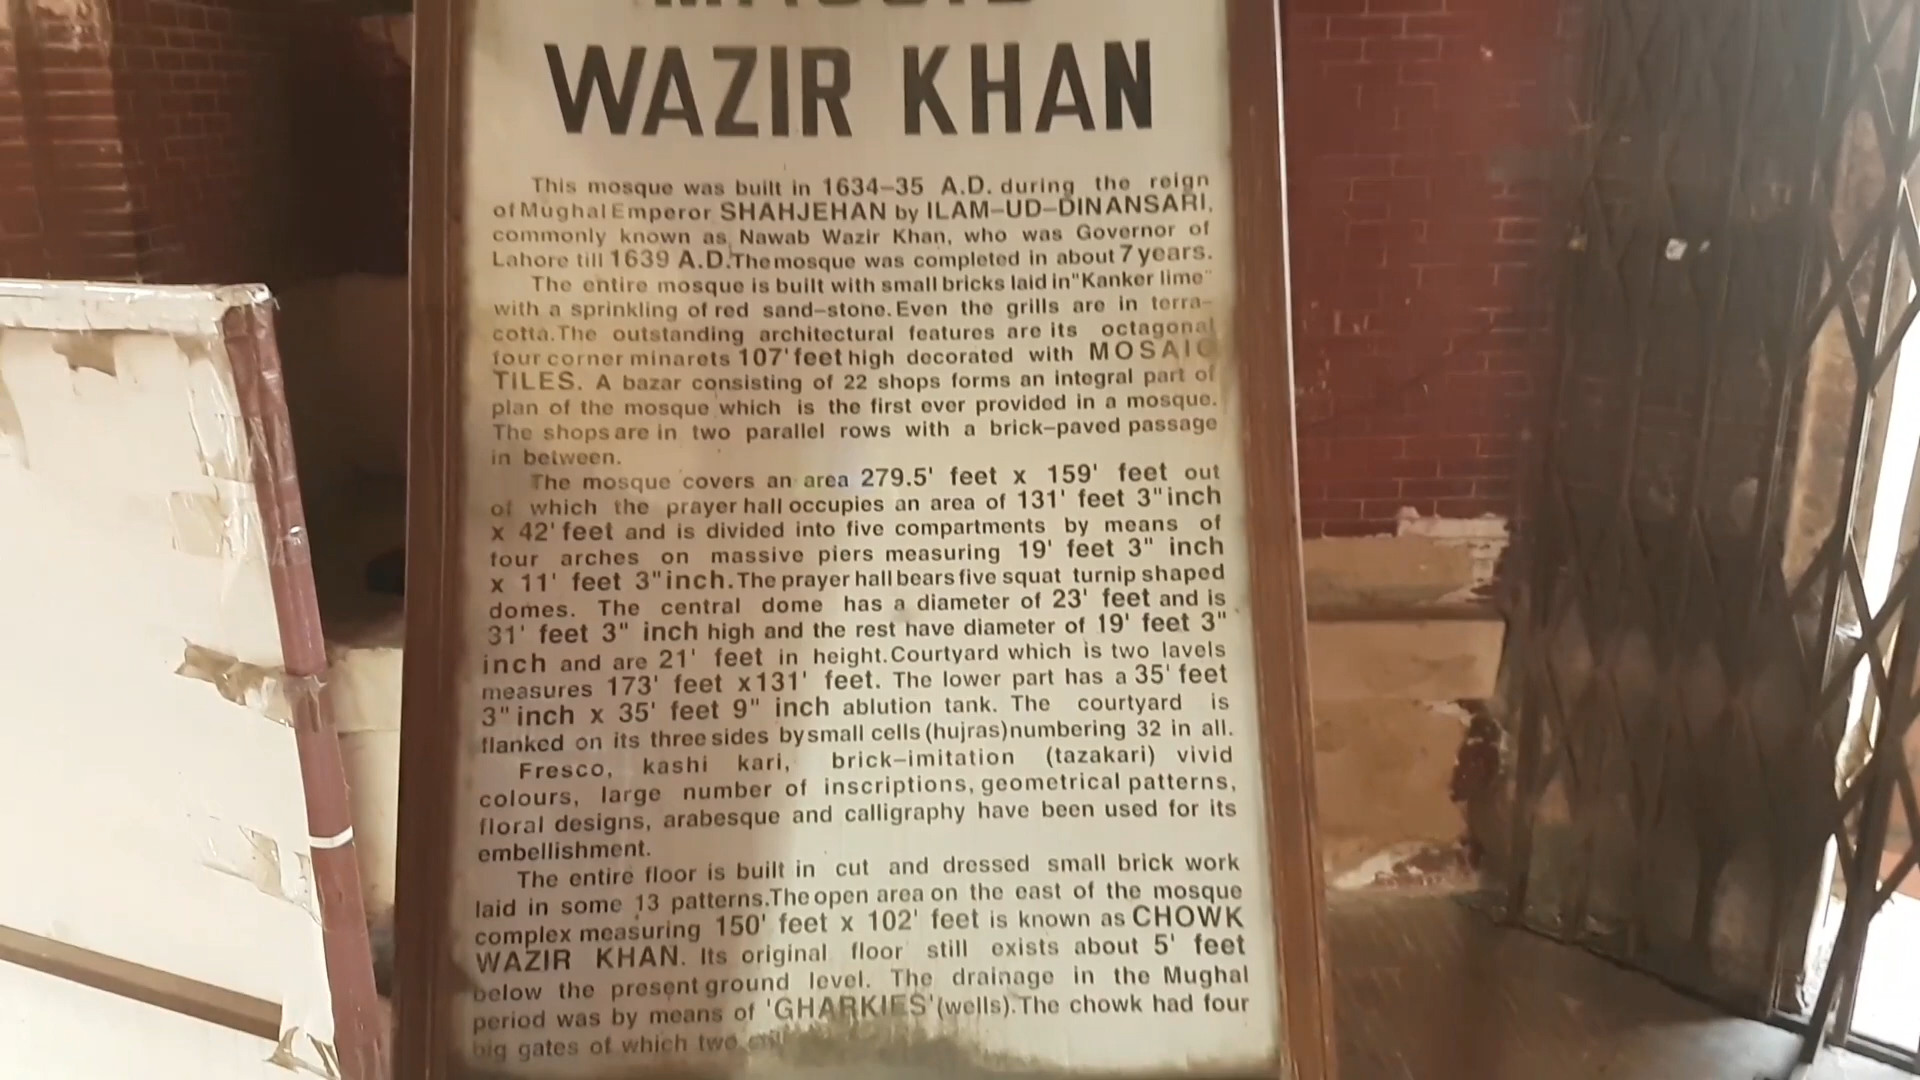 WAZIR KHAN
This mosque was built in 1634–35 A.D. during the reign
of Mughal Emperor SHAHJEHAN by ILAM–UD–DINANSARI,
commonly known as Nawab Wazir Khan, who was Governor of
Lahore till 1639 A.D. The mosque was completed in about 7 years.
The entire mosque is built with small bricks laid in "Kanker lime"
with a sprinkling of red sand–stone. Even the grills are in terra–
cotta. The outstanding architectural features are its octagonal
four corner minarets 107' feet high decorated with MOSAIC
TILES. A bazar consisting of 22 shops forms an integral part of
plan of the mosque which is the first ever provided in a mosque.
The shops are in two parallel rows with a brick–paved passage
in between.
The mosque covers an area 279.5' feet x 159' feet out
of which the prayer hall occupies an area of 131' feet 3" inch
x 42' feet and is divided into five compartments by means of
four arches on massive piers measuring 19' feet 3" inch
x 11' feet 3" inch. The prayer hall bears five squat turnip shaped
domes. The central dome has a diameter of 23' feet and is
31' feet 3" inch high and the rest have diameter of 19' feet 3"
inch and are 21' feet in height. Courtyard which is two lavels
measures 173' feet x 131' feet. The lower part has a 35' feet
3" inch x 35' feet 9" inch ablution tank. The courtyard is
flanked on its three sides by small cells (hujras) numbering 32 in all.
Fresco, kashi kari, brick–imitation (tazakari) vivid
colours, large number of inscriptions, geometrical patterns,
floral designs, arabesque and calligraphy have been used for its
embellishment.
The entire floor is built in cut and dressed small brick work
laid in some 13 patterns. The open area on the east of the mosque
complex measuring 150' feet x 102' feet is known as CHOWK
WAZIR KHAN. Its original floor still exists about 5' feet
below the present ground level. The drainage in the Mughal
period was by means of 'GHARKIES' (wells). The chowk had four
big gates of which two